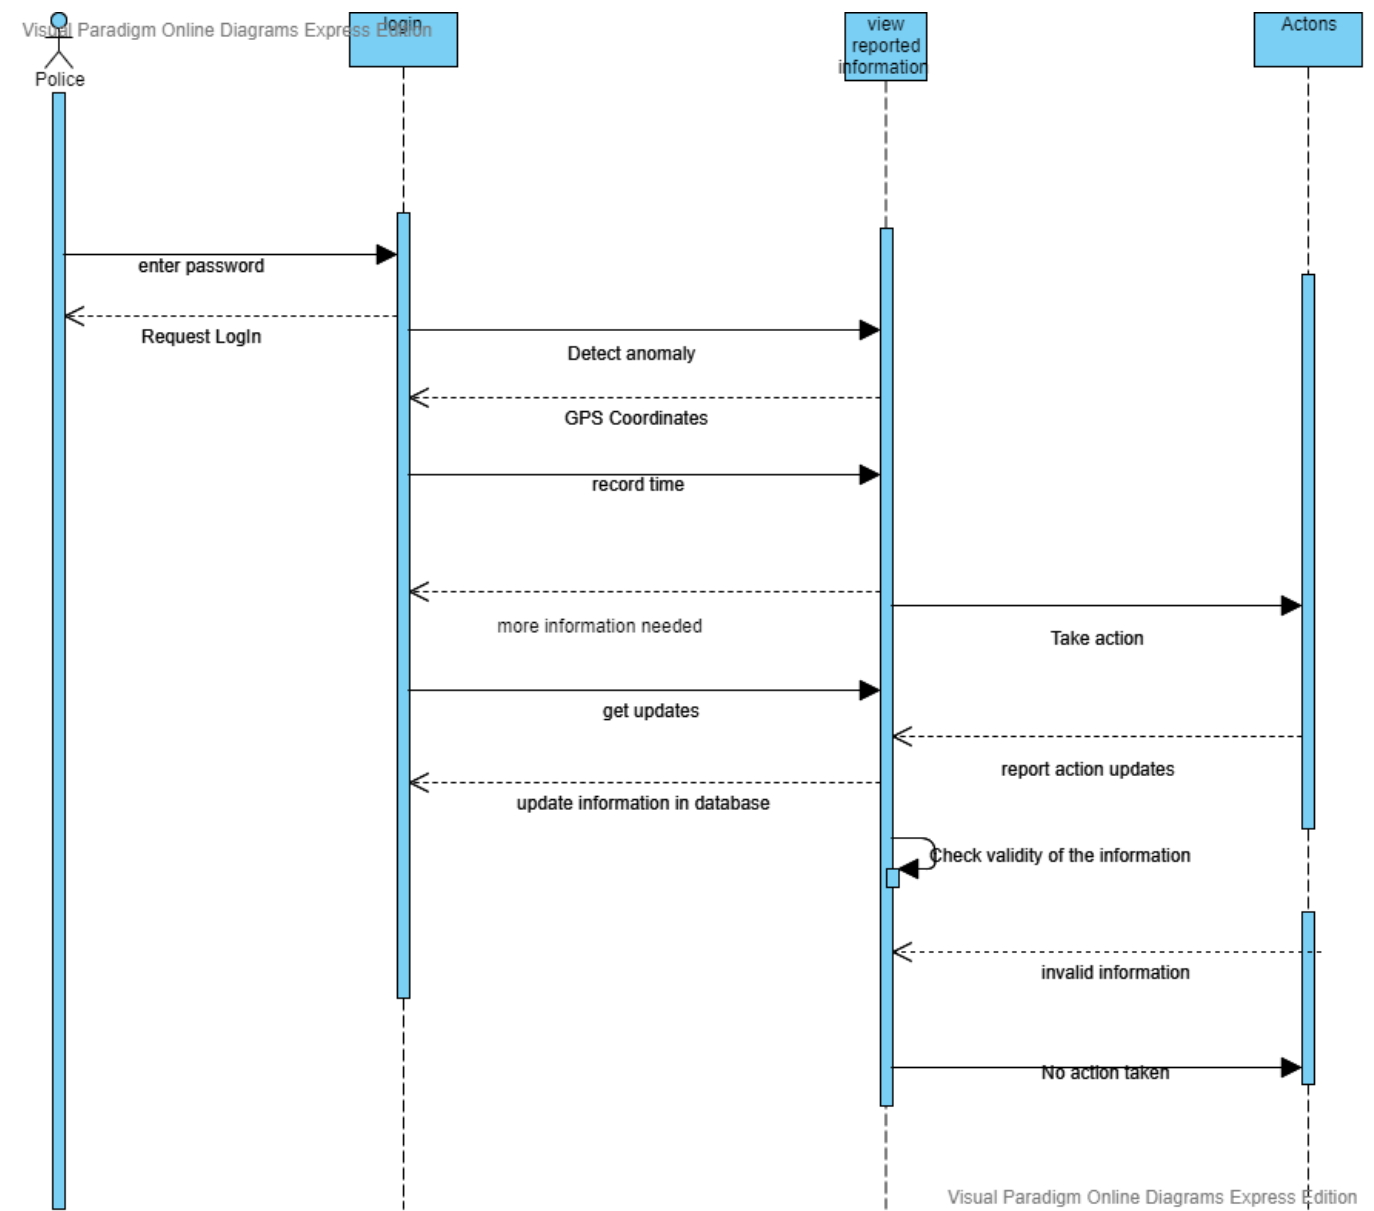 Visual Paradigm Online Diagrams Express Edition
login
view
reported
information
Actons
Police
enter password
Request LogIn
Detect anomaly
GPS Coordinates
record time
more information needed
Take action
get updates
report action updates
update information in database
Check validity of the information
invalid information
No action taken
Visual Paradigm Online Diagrams Express Edition